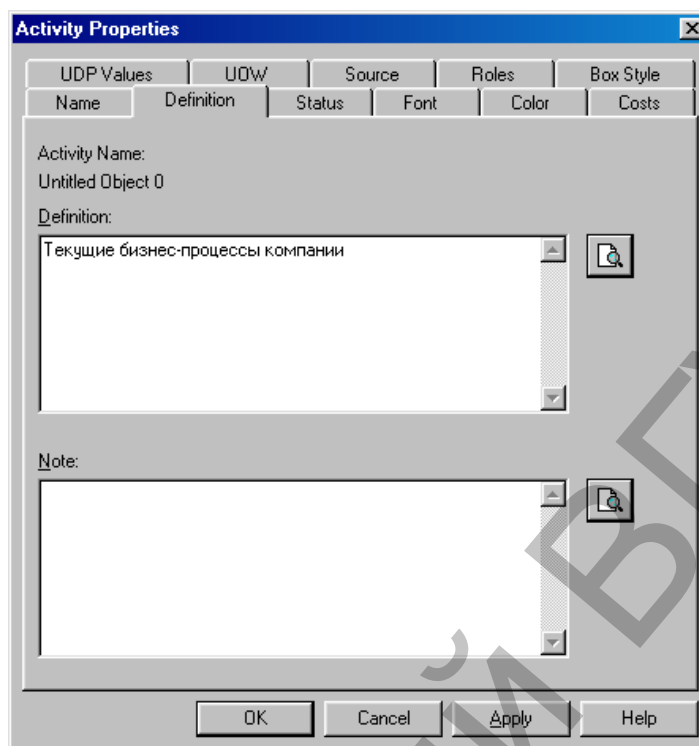 Activity Properties
UDP Values UOW Source Roles Box Style
Name Definition Status Font Color Costs
Activity Name:
Untitled Object 0
Definition:
Текущие бизнес-процессы компании
Note:
OK Cancel Apply Help